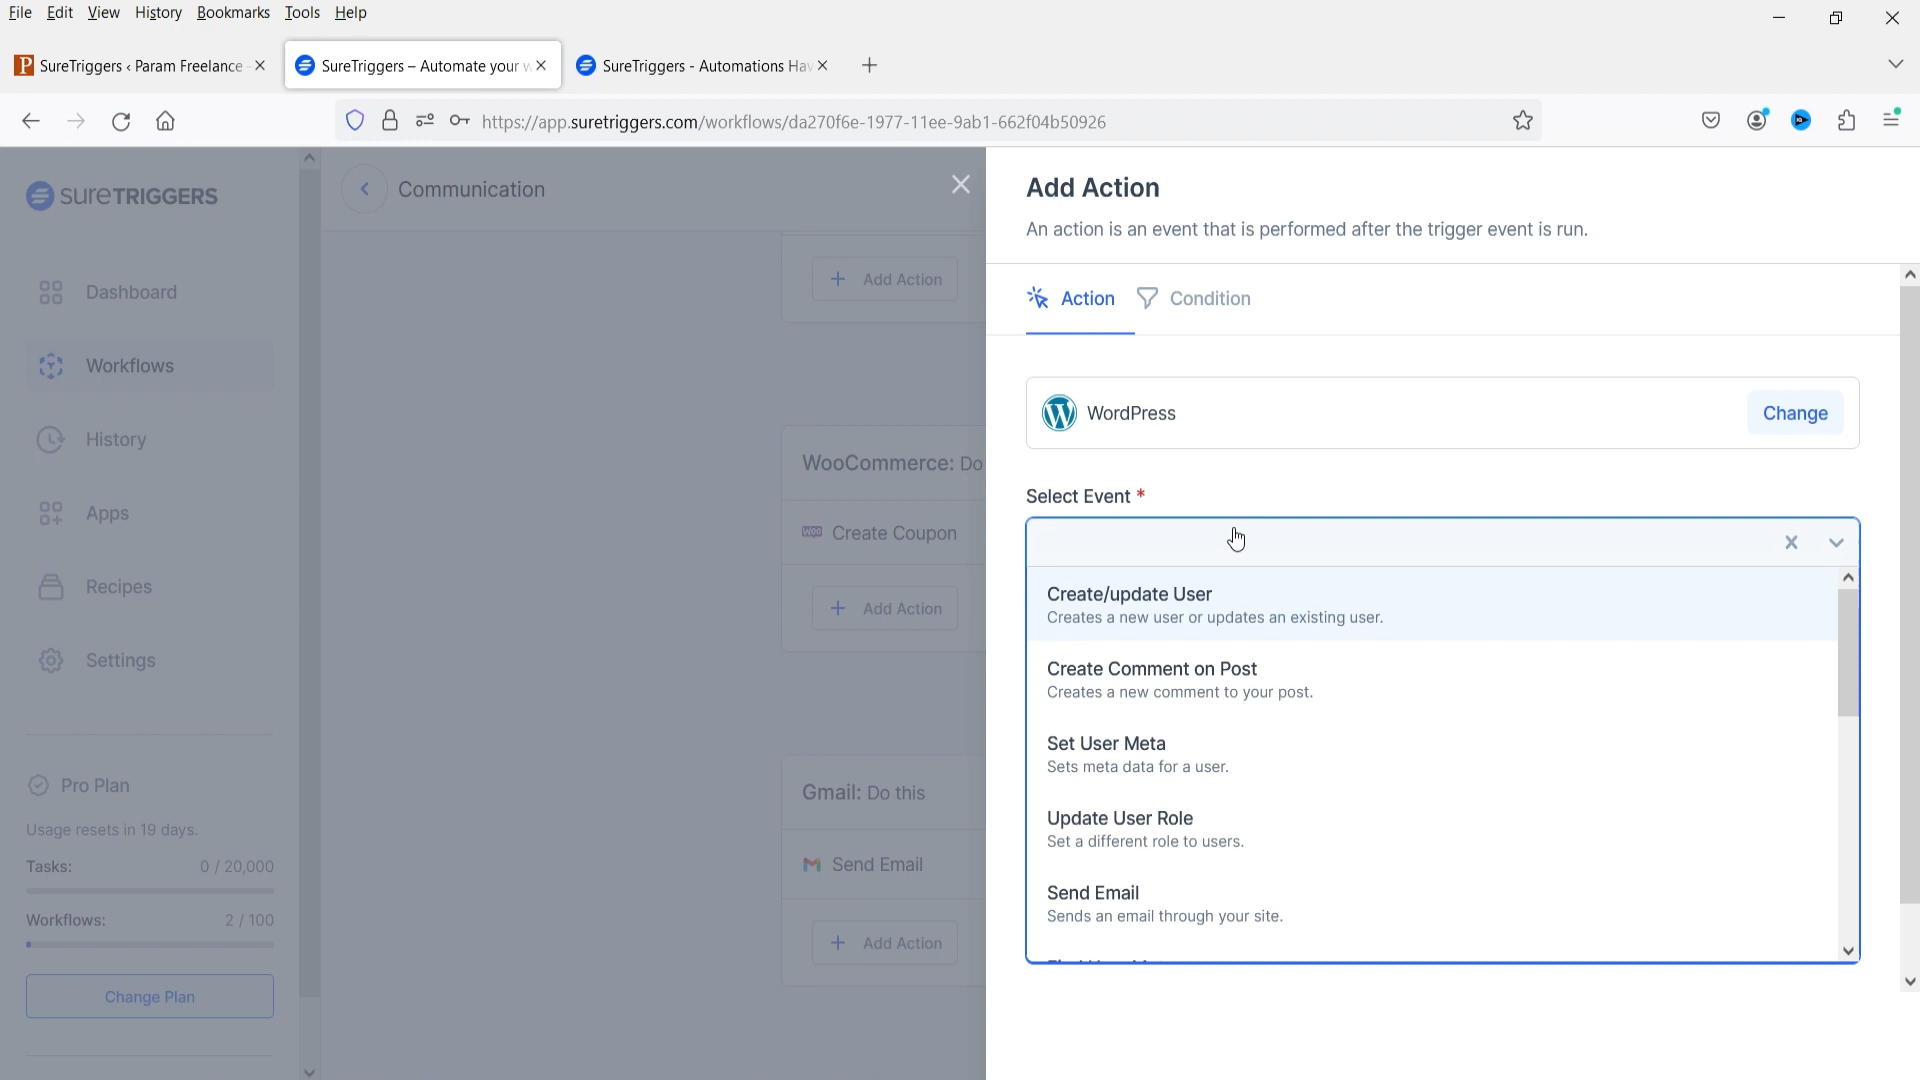 File Edit View History Bookmarks Tools Help
SureTriggers ‹ Param Freelance
SureTriggers – Automate your w
SureTriggers - Automations Hav
https://app.suretriggers.com/workflows/da270f6e-1977-11ee-9ab1-662f04b50926
sureTRIGGERS
Dashboard
Workflows
History
Apps
Recipes
Settings
Pro Plan
Usage resets in 19 days.
Tasks: 0 / 20,000
Workflows: 2 / 100
Change Plan
Communication
+ Add Action
WooCommerce: Do
Woo Create Coupon
+ Add Action
Gmail: Do this
Send Email
+ Add Action
Add Action
An action is an event that is performed after the trigger event is run.
Action Condition
WordPress Change
Select Event *
Create/update User
Creates a new user or updates an existing user.
Create Comment on Post
Creates a new comment to your post.
Set User Meta
Sets meta data for a user.
Update User Role
Set a different role to users.
Send Email
Sends an email through your site.